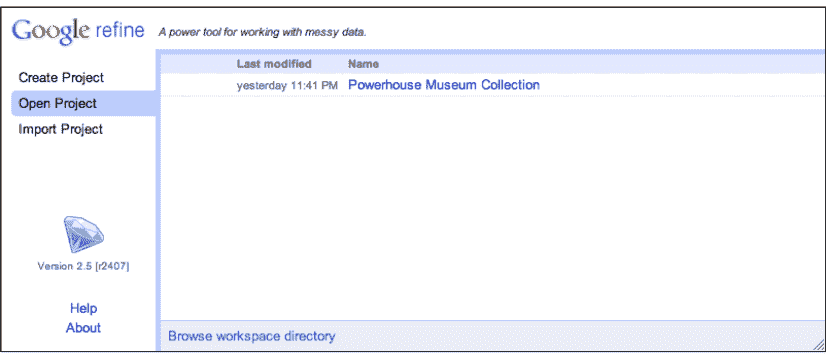 Google refine A power tool for working with messy data.
Create Project
Open Project
Import Project
Last modified Name
yesterday 11:41 PM Powerhouse Museum Collection
Version 2.5 [r2407]
Help
About
Browse workspace directory